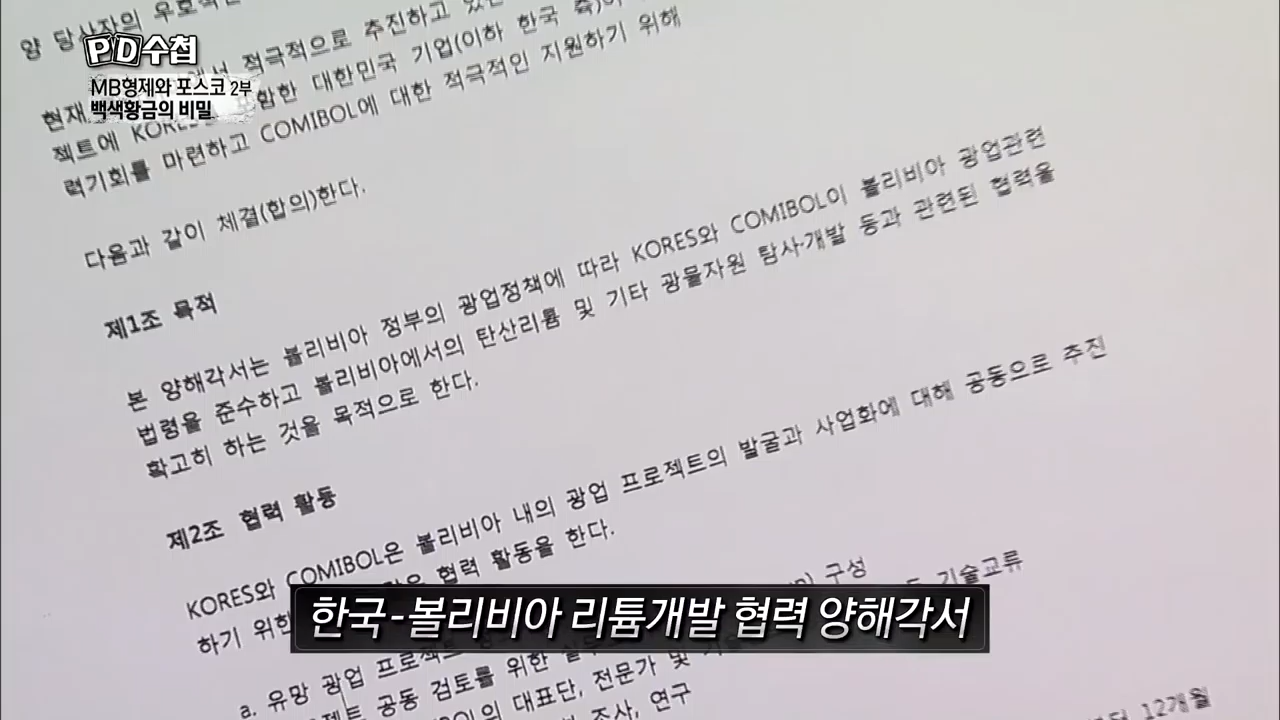 PD수첩
MB형제와 포스코 2부
백색황금의 비밀
양 당사자의 우호적인
현재 적극적으로 추진하고 있는
젝트에 대한민국 기업(이하 한국 측)이
력기회를 마련하고 COMIBOL에 대한 적극적인 지원하기 위해
다음과 같이 체결(합의)한다.
제1조 목적
본 양해각서는 볼리비아 정부의 광업정책에 따라 KORES와 COMIBOL이 볼리비아 광업관련
법령을 준수하고 볼리비아에서의 탄산리튬 및 기타 광물자원 탐사·개발 등과 관련된 협력을
확고히 하는 것을 목적으로 한다.
제2조 협력 활동
KORES와 COMIBOL은 볼리비아 내의 광업 프로젝트의 발굴과 사업화에 대해 공동으로 추진
하기 위한 협력 활동을 한다.
a. 유망 광업 프로젝트 구성
공동 검토를 위한 기술교류
대표단, 전문가 및
조사, 연구
12개월
한국-볼리비아 리튬개발 협력 양해각서